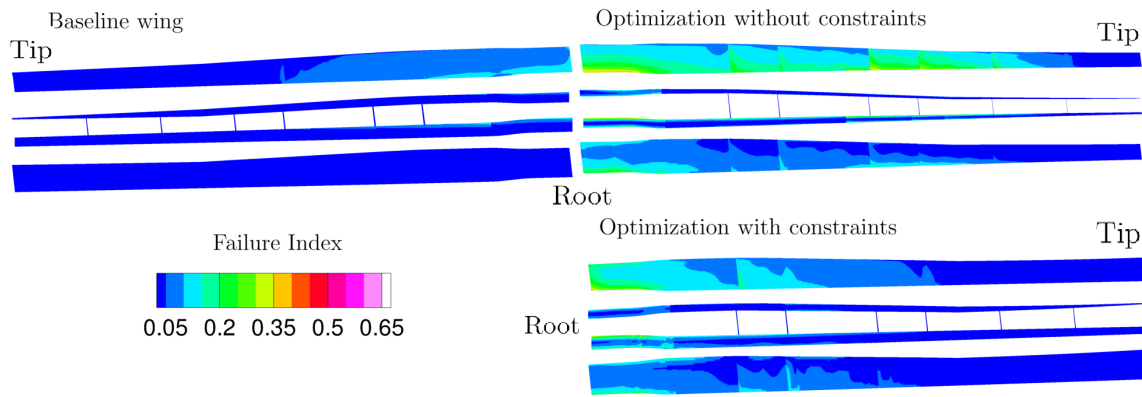 Baseline wing
Optimization without constraints
Tip
Tip
Root
Optimization with constraints
Failure Index
Tip
0.05 0.2 0.35 0.5 0.65
Root